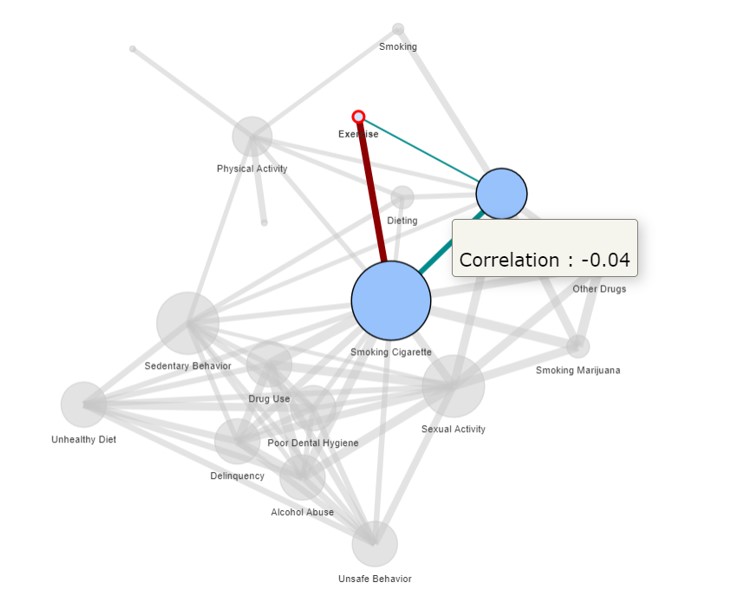 Smoking
Exercise
Physical Activity
Dieting
Correlation : -0.04
Other Drugs
Smoking Cigarette
Sedentary Behavior
Smoking Marijuana
Drug Use
Sexual Activity
Unhealthy Diet
Poor Dental Hygiene
Delinquency
Alcohol Abuse
Unsafe Behavior